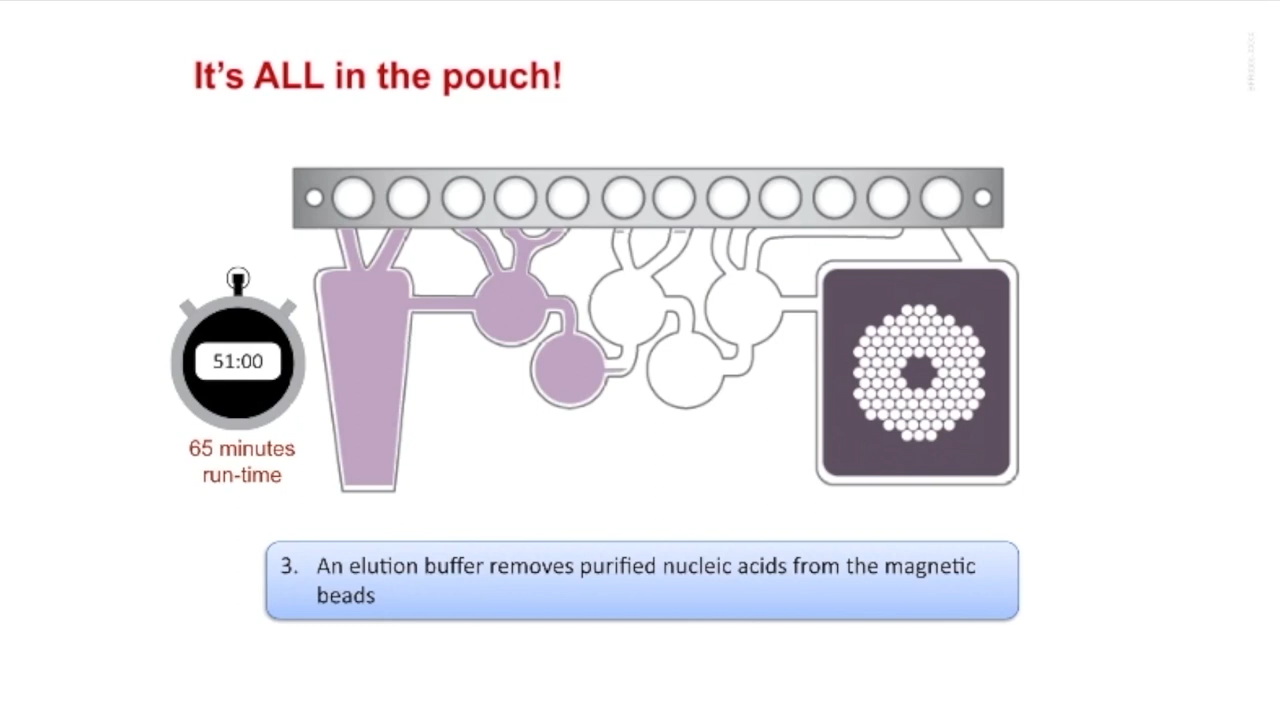 It's ALL in the pouch!
51:00
65 minutes
run-time
3. An elution buffer removes purified nucleic acids from the magnetic
beads